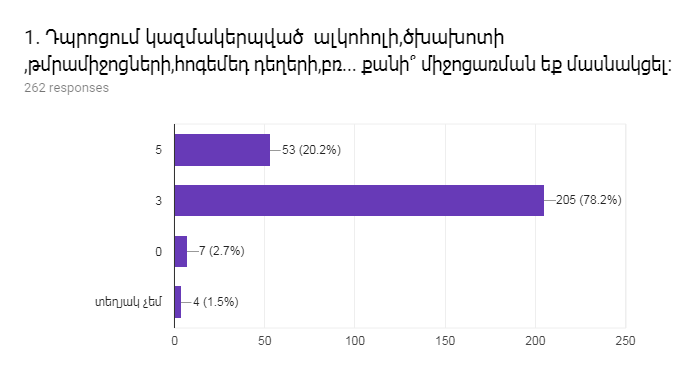 1. Դպրոցում կազմակերպված  ալկոհոլի,ծխախոտի
,թմրամիջոցների,հոգեմեդ դեղերի,բռ... քանի՞ միջոցառման եք մասնակցել:
262 responses
5 53 (20.2%)
3 205 (78.2%)
0 7 (2.7%)
տեղյակ չեմ 4 (1.5%)
0 50 100 150 200 250